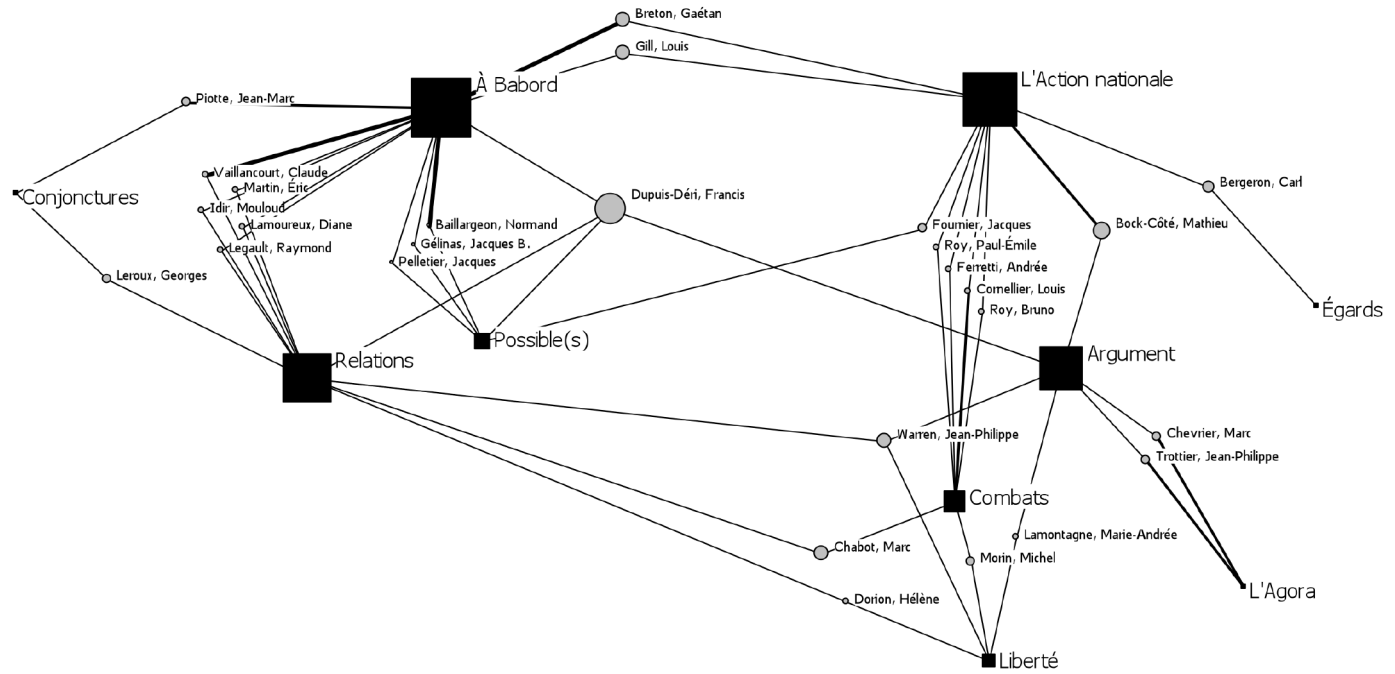 Breton, Gaétan
Gill, Louis
À Babord
L'Action nationale
Piotte, Jean-Marc
Vaillancourt, Claude
Martin, Éric
Conjonctures
Idir, Mouloud
Lamoureux, Diane
Legault, Raymond
Leroux, Georges
Baillargeon, Normand
Gélinas, Jacques B.
Pelletier, Jacques
Dupuis-Déri, Francis
Bergeron, Carl
Bock-Côté, Mathieu
Fournier, Jacques
Roy, Paul-Émile
Ferretti, Andrée
Cornellier, Louis
Roy, Bruno
Égards
Possible(s)
Relations
Argument
Warren, Jean-Philippe
Chevrier, Marc
Trottier, Jean-Philippe
Combats
Lamontagne, Marie-Andrée
Chabot, Marc
Morin, Michel
L'Agora
Dorion, Hélène
Liberté